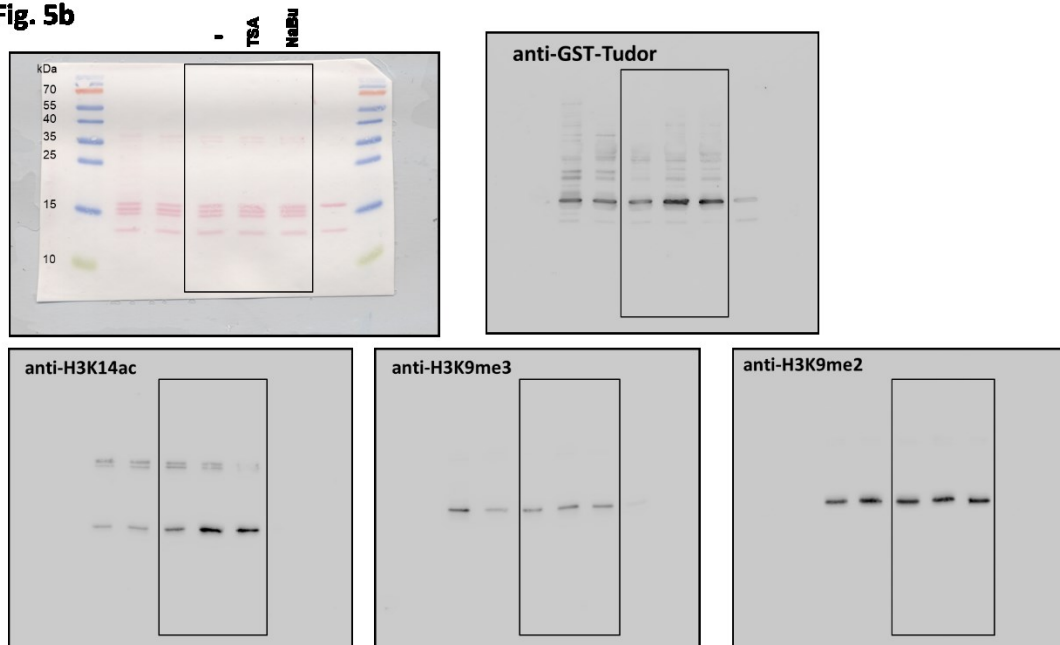 Fig. 5b
-
TSA
NaBu
kDa
70
55
40
35
25
15
10
anti-GST-Tudor
anti-H3K14ac
anti-H3K9me3
anti-H3K9me2